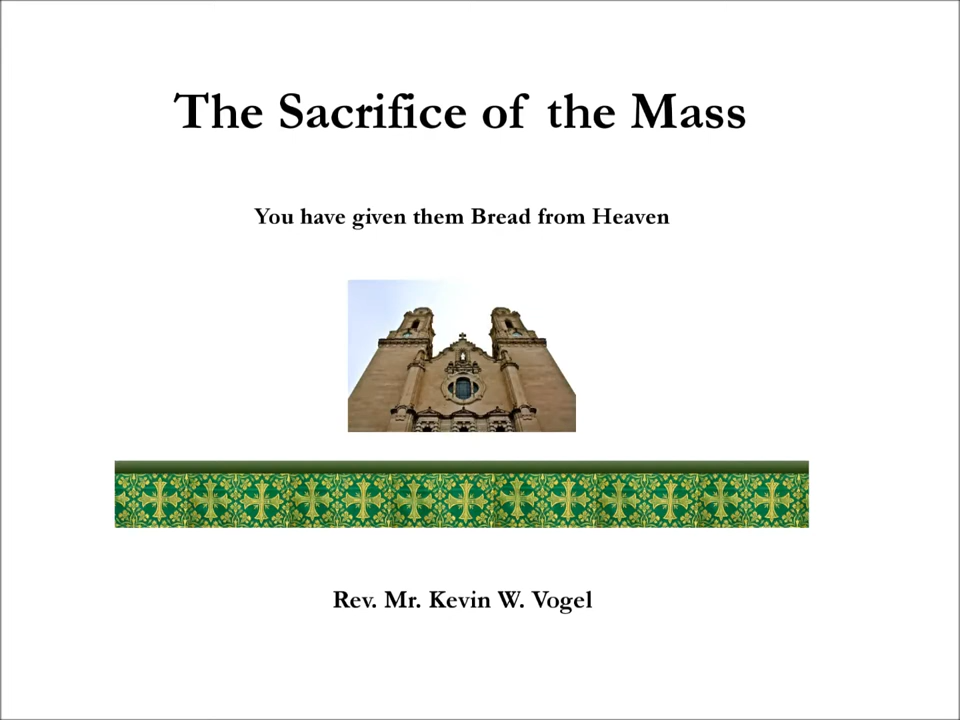 The Sacrifice of the Mass
You have given them Bread from Heaven
Rev. Mr. Kevin W. Vogel